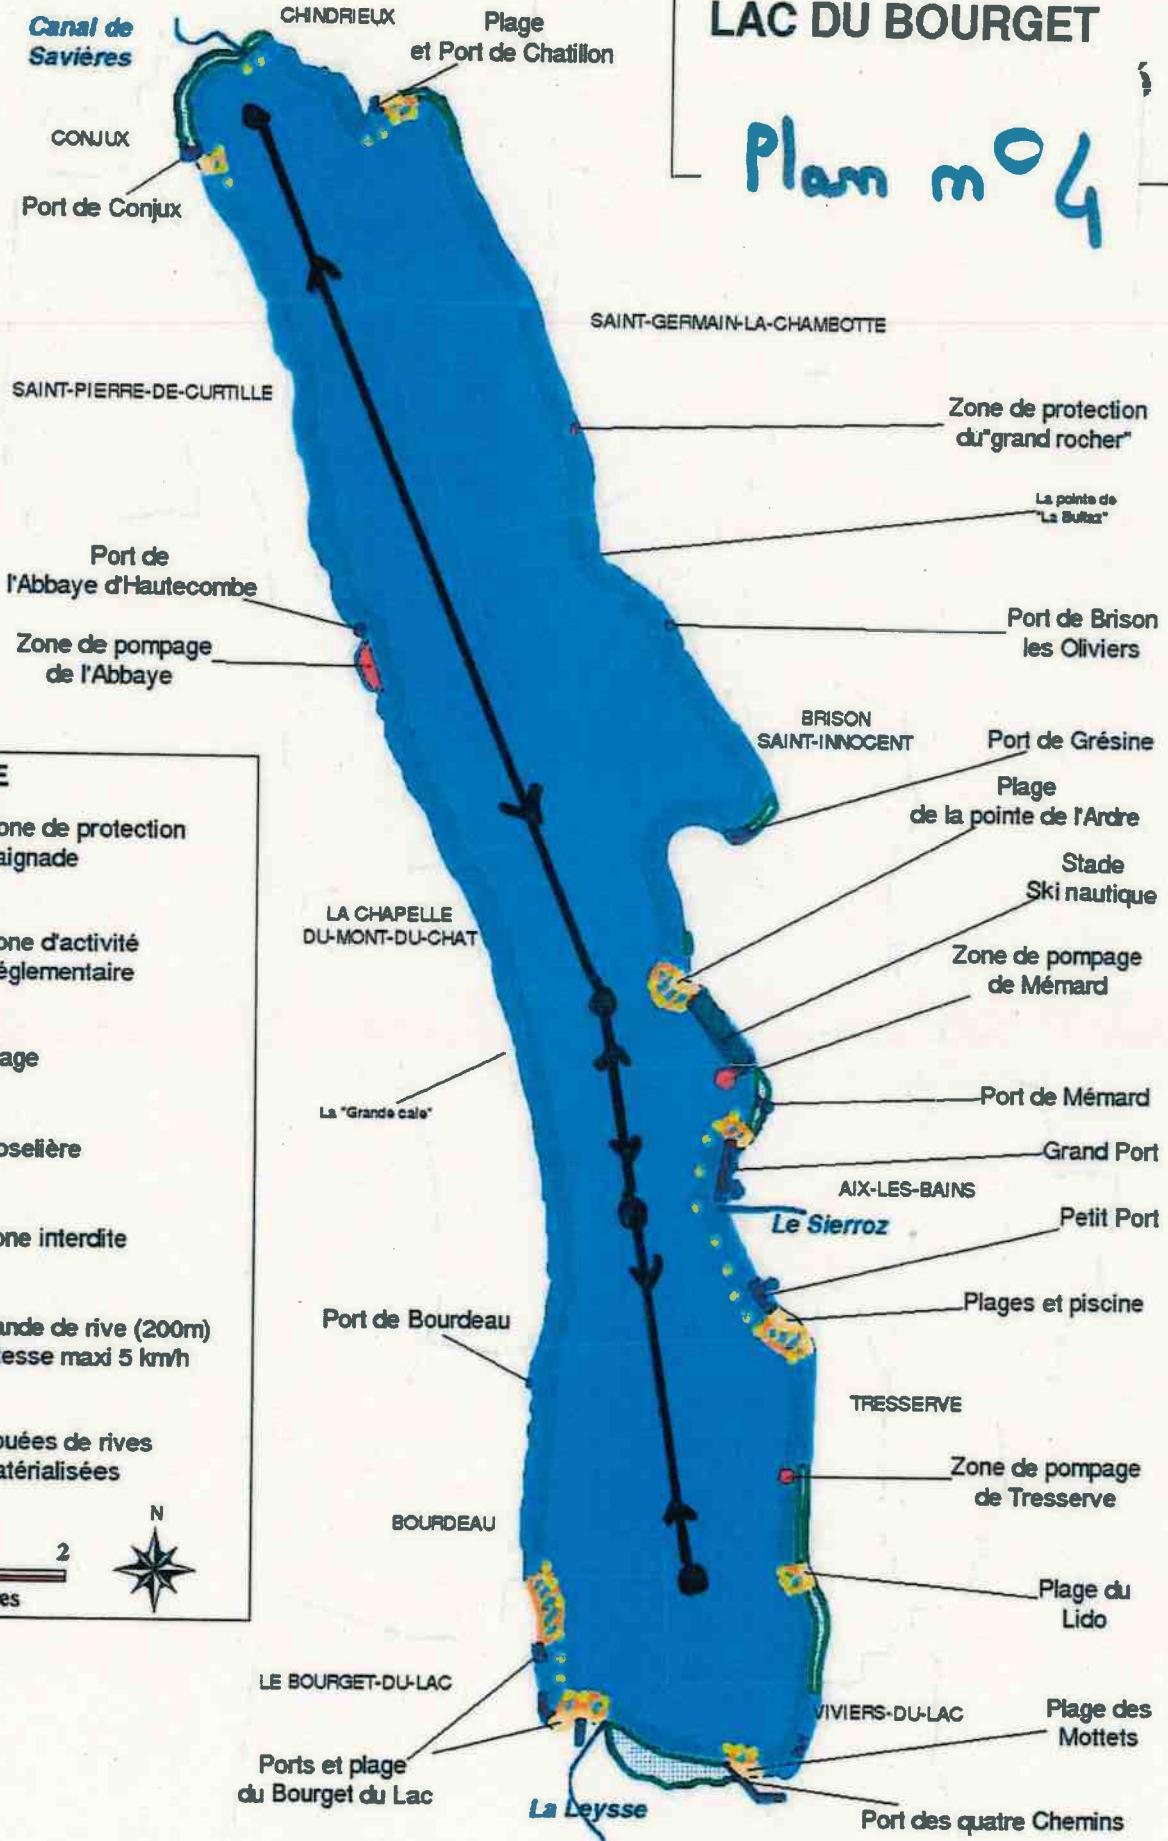 LAC DU BOURGET
Plan n° 4
CHINDRIEUX
Canal de
Savières
Plage
et Port de Chatillon
CONJUX
Port de Conjux
SAINT-GERMAIN-LA-CHAMBOTTE
SAINT-PIERRE-DE-CURTILLE
Zone de protection
du"grand rocher"
La pointe de
Port de
l'Abbaye d'Hautecombe
Zone de pompage
de l'Abbaye
Port de Brison
les Oliviers
BRISON
SAINT-INNOCENT
Port de Grésine
Plage
de la pointe de l'Ardre
Stade
Ski nautique
LA CHAPELLE
DU-MONT-DU-CHAT
Zone de pompage
de Mémard
La "Grande cale"
Port de Mémard
Grand Port
AIX-LES-BAINS
Le Sierroz
Petit Port
Plages et piscine
Port de Bourdeau
TRESSERVE
Zone de pompage
de Tresserve
BOURDEAU
Plage du
Lido
LE BOURGET-DU-LAC
VIVIERS-DU-LAC
Plage des
Mottets
Ports et plage
du Bourget du Lac
La Leysse
Port des quatre Chemins
E
one de protection
aignade
one d'activité
églementaire
age
oselière
one interdite
ande de rive (200m)
esse maxi 5 km/h
ouées de rives
atérialisées
N
2
es